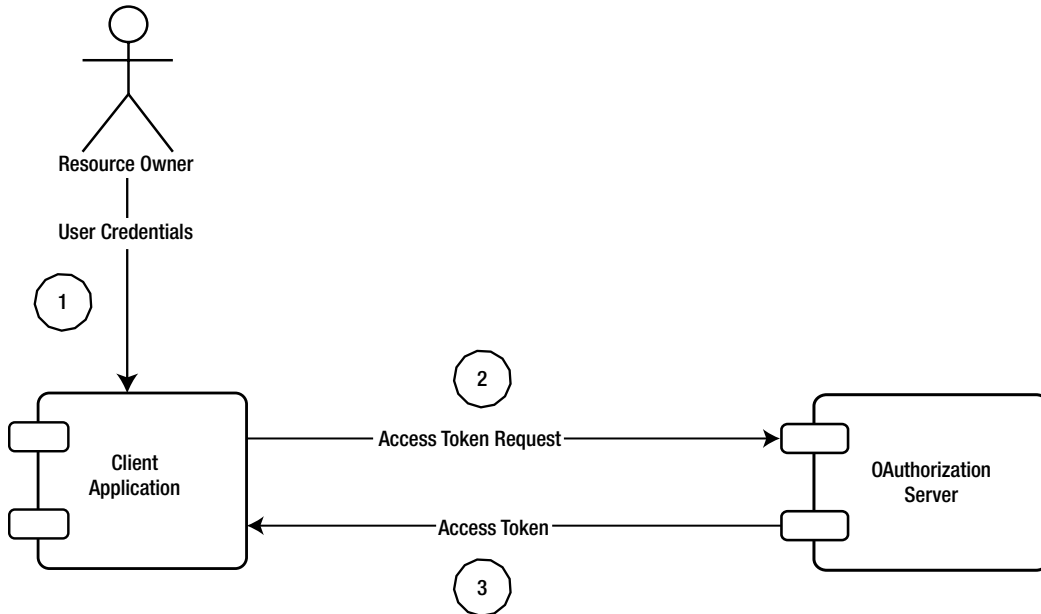 Resource Owner
User Credentials
1
2
Access Token Request
Client
Application
OAuthorization
Server
Access Token
3